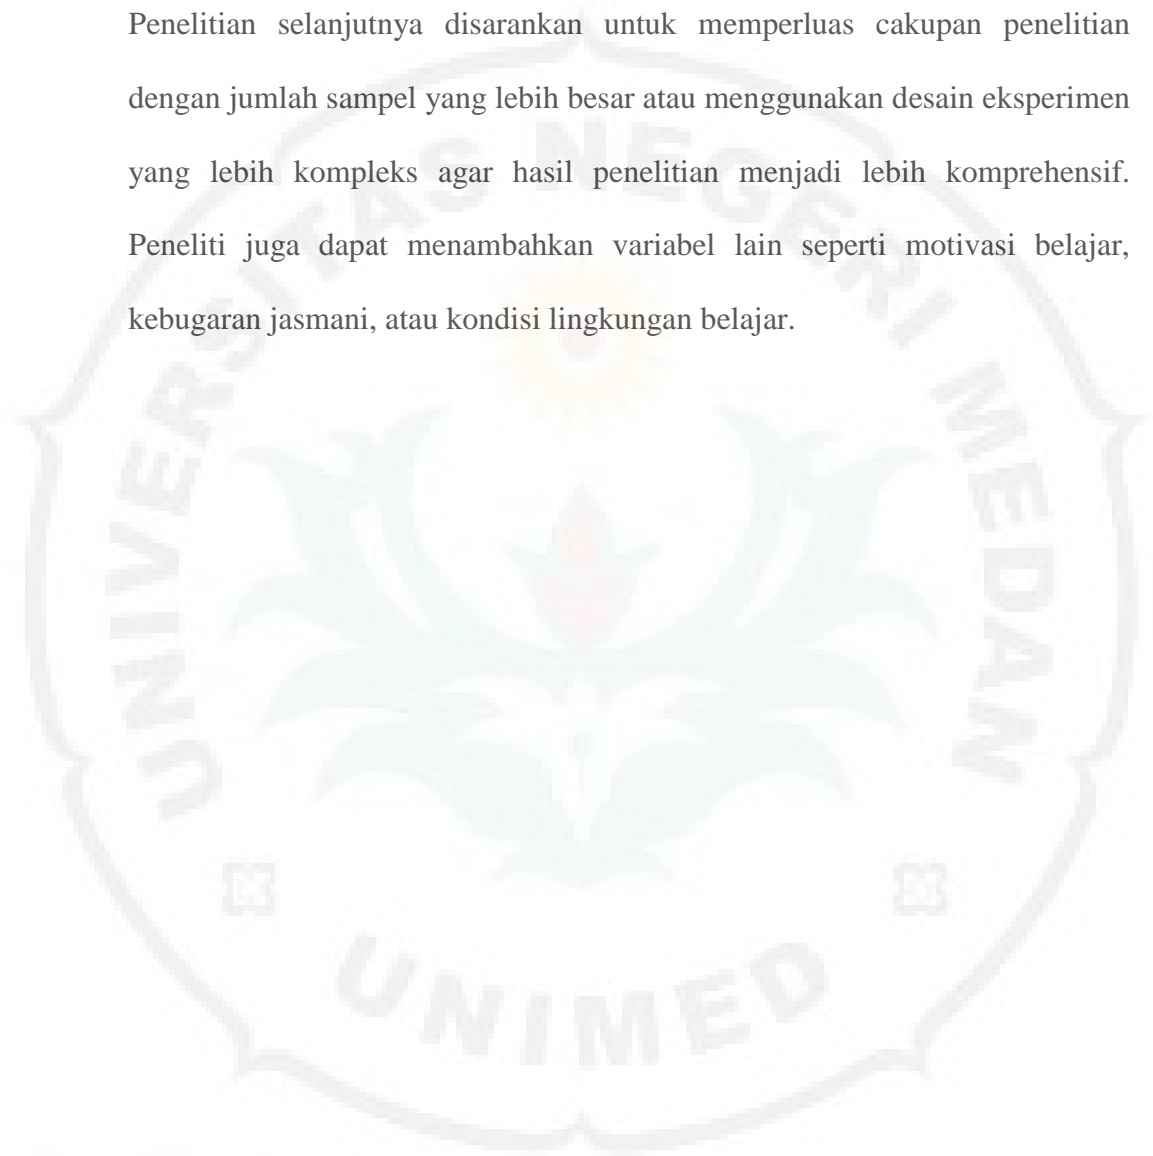 Penelitian selanjutnya disarankan untuk memperluas cakupan penelitian
dengan jumlah sampel yang lebih besar atau menggunakan desain eksperimen
yang lebih kompleks agar hasil penelitian menjadi lebih komprehensif.
Peneliti juga dapat menambahkan variabel lain seperti motivasi belajar,
kebugaran jasmani, atau kondisi lingkungan belajar.
UNIVERSITAS NEGERI MEDAN
UNIMED